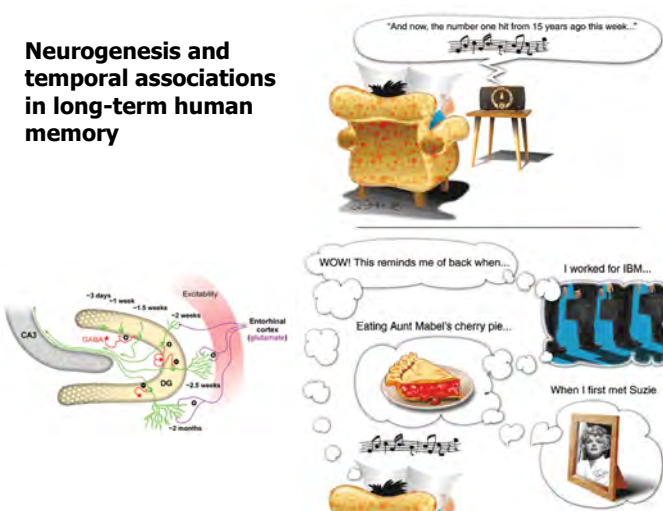 Neurogenesis and
temporal associations
in long-term human
memory
"And now, the number one hit from 15 years ago this week..."
WOW! This reminds me of back when...
I worked for IBM...
Eating Aunt Mabel's cherry pie...
When I first met Suzie
~3 days
~1 week
~1.5 weeks
~2 weeks
Excitability
CA3
GABA
DG
Entorhinal
cortex
(glutamate)
~2.5 weeks
~2 months